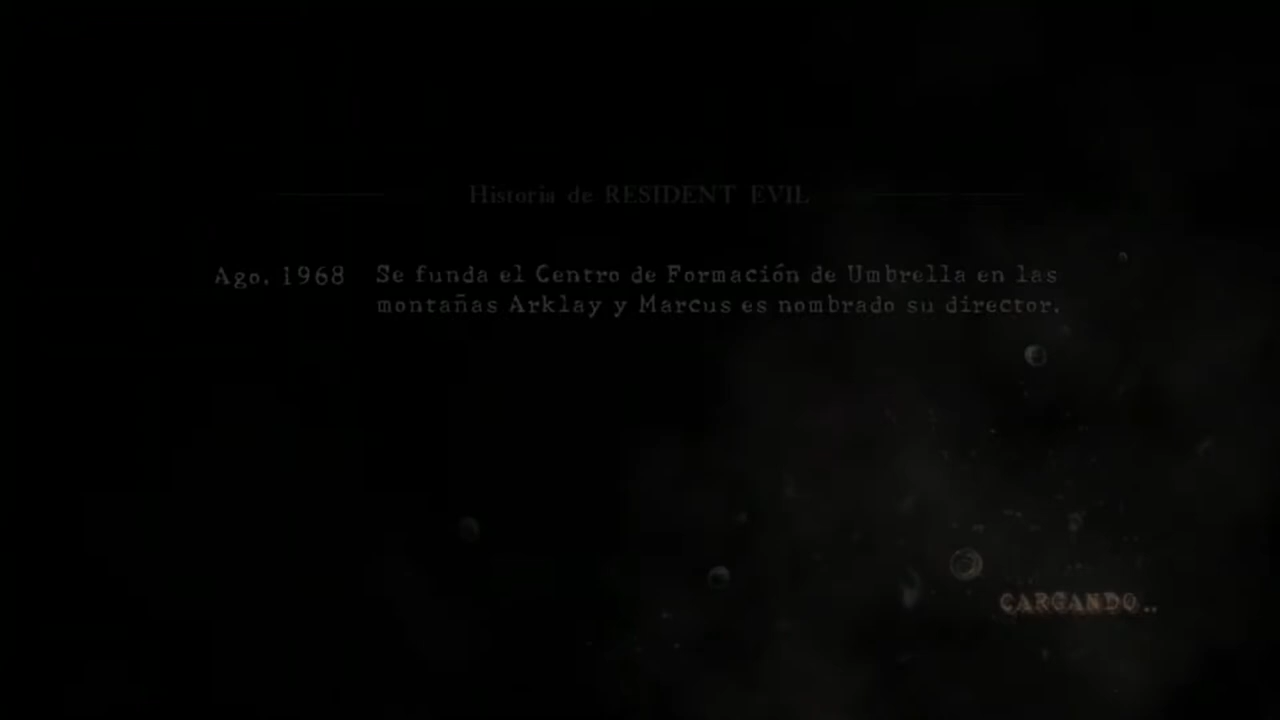 Historia de RESIDENT EVIL
Ago. 1968 Se funda el Centro de Formación de Umbrella en las
montañas Arklay y Marcus es nombrado su director.
CARGANDO..